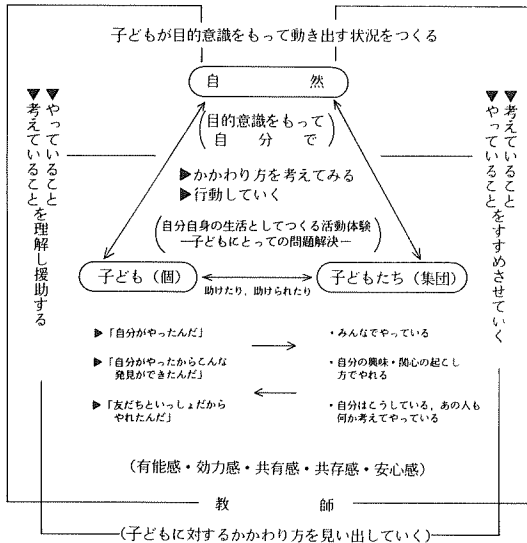 子どもが目的意識をもって動き出す状況をつくる
自然
(目的意識をもって
自分で)
▶かかわり方を考えてみる
▶行動していく
(自分自身の生活としてつくる活動体験
―子どもにとっての問題解決―)
子ども(個)
子どもたち(集団)
助けたり、助けられたり
▶やっていること
▶考えていること
を理解し援助する
▶考えていること
▶やっていること
をすすめさせていく
▶「自分がやったんだ」
・みんなでやっている
▶「自分がやったからこんな
発見ができたんだ」
・自分の興味・関心の起こし
方でやれる
▶「友だちといっしょだから
やれたんだ」
・自分はこうしている,あの人も
何か考えてやっている
(有能感・効力感・共有感・共存感・安心感)
教師
(子どもに対するかかわり方を見い出していく)